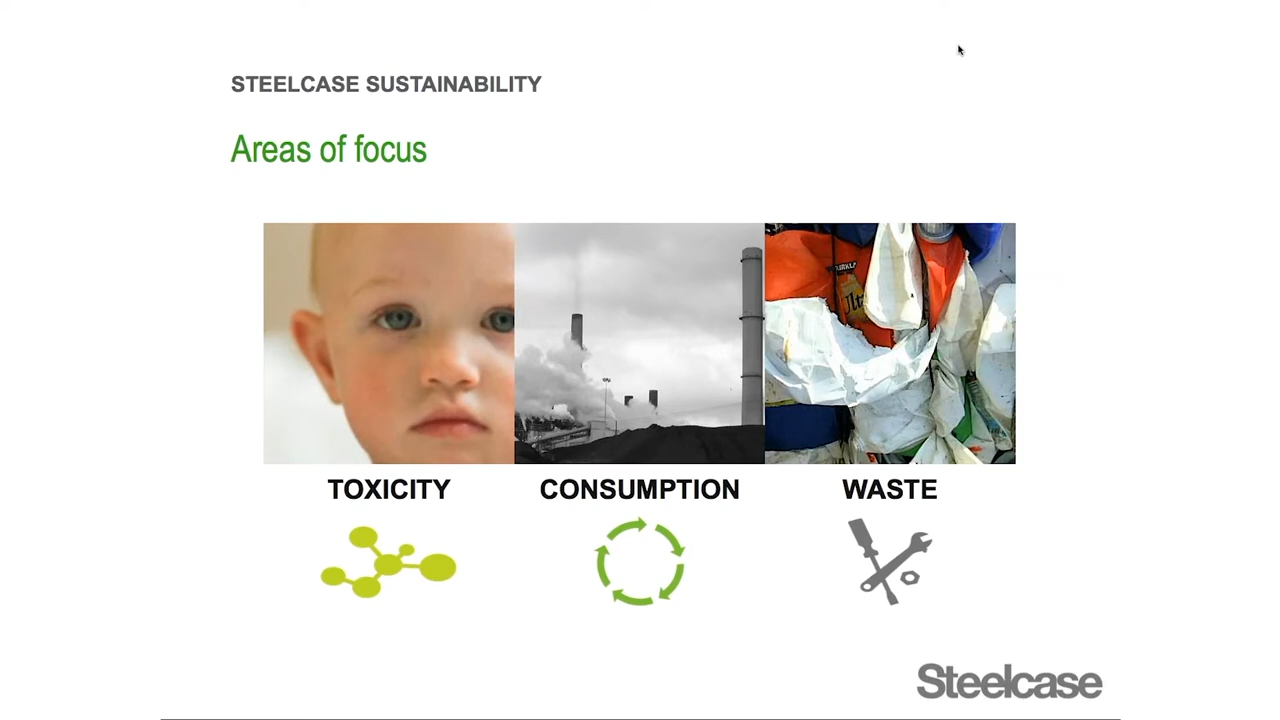 STEELCASE SUSTAINABILITY
Areas of focus
TOXICITY
CONSUMPTION
WASTE
Steelcase